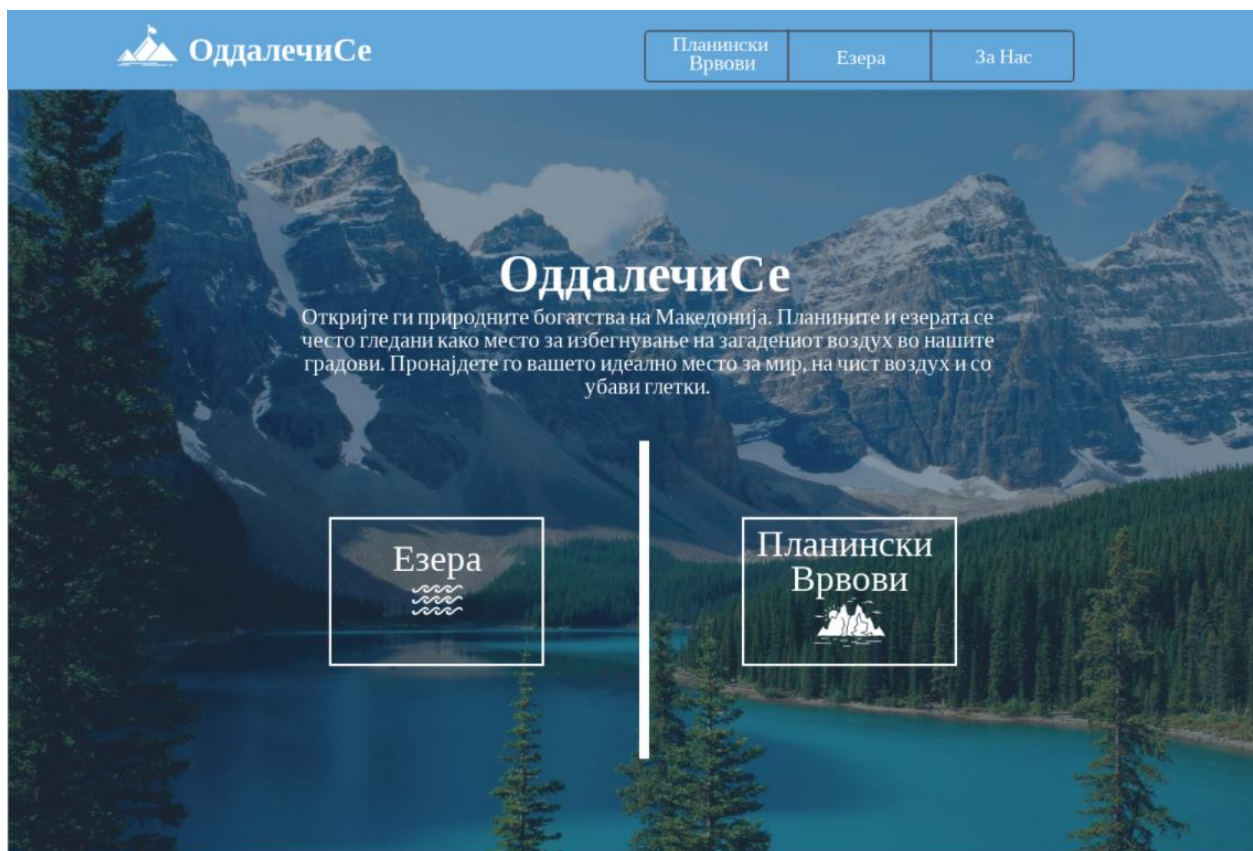 ОддалечиСе
Планински
Врвови
Езера
За Нас
ОддалечиСе
Откријте ги природните богатства на Македонија. Планините и езерата се
често гледани како место за избегнување на загадениот воздух во нашите
градови. Пронајдете го вашето идеално место за мир, на чист воздух и со
убави глетки.
Езера
Планински
Врвови